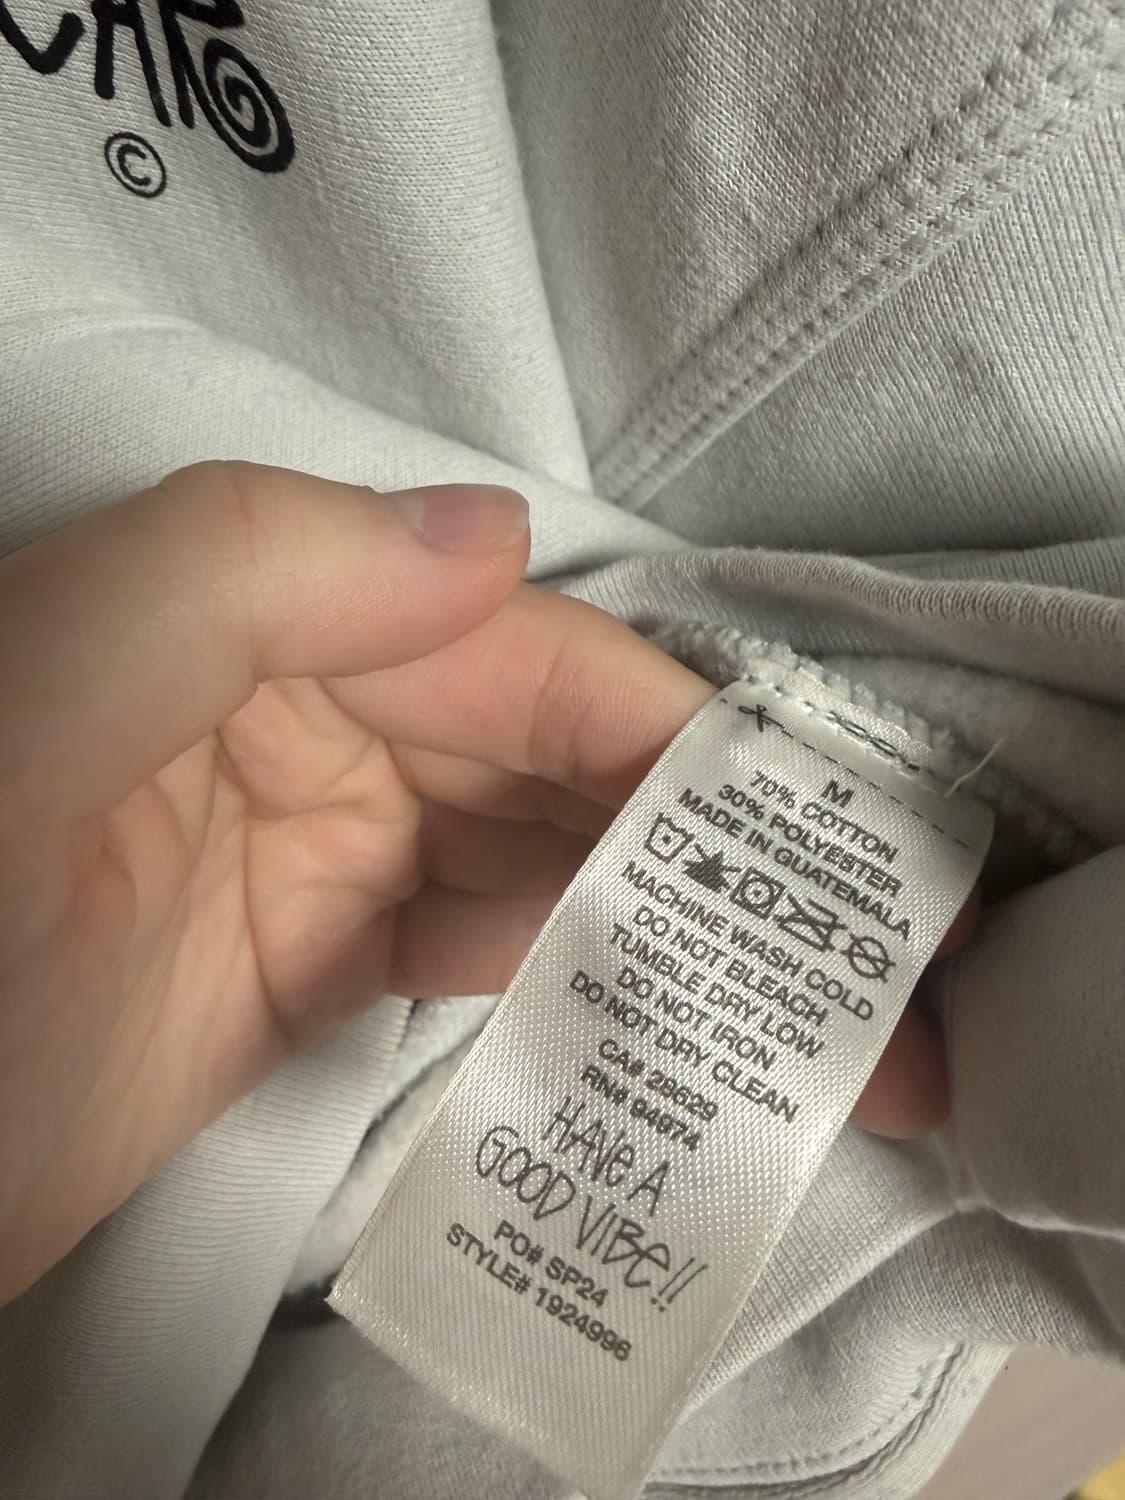 ©
M
70% COTTON
30% POLYESTER
MADE IN GUATEMALA
MACHINE WASH COLD
DO NOT BLEACH
TUMBLE DRY LOW
DO NOT IRON
DO NOT DRY CLEAN
CA# 28629
RN# 94974
HAVE A
GOOD VIBE!!
PO# SP24
STYLE# 1924996